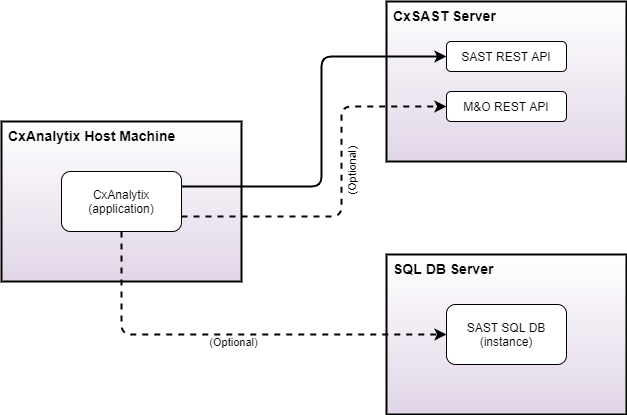 CxSAST Server
SAST REST API
M&O REST API
CxAnalytix Host Machine
CxAnalytix
(application)
(Optional)
SQL DB Server
SAST SQL DB
(instance)
(Optional)